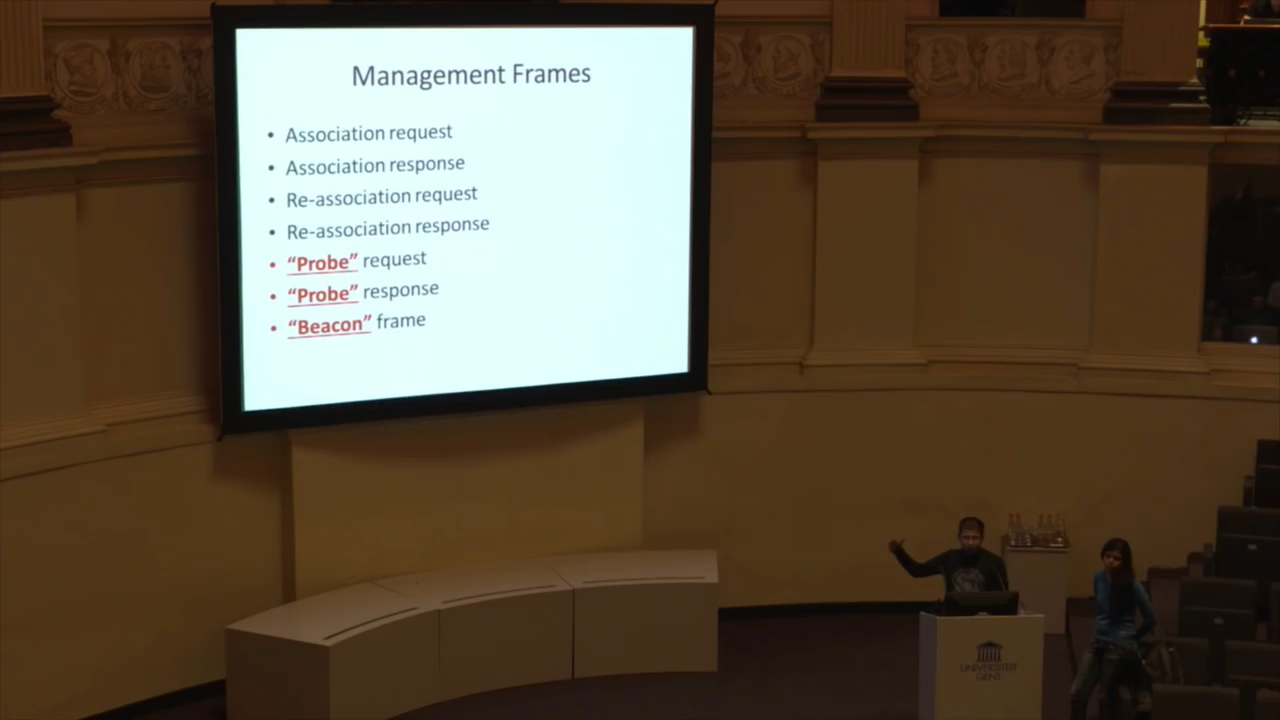 Management Frames
• Association request
• Association response
• Re-association request
• Re-association response
• “Probe” request
• “Probe” response
• “Beacon” frame
UNIVERSITEIT
GENT